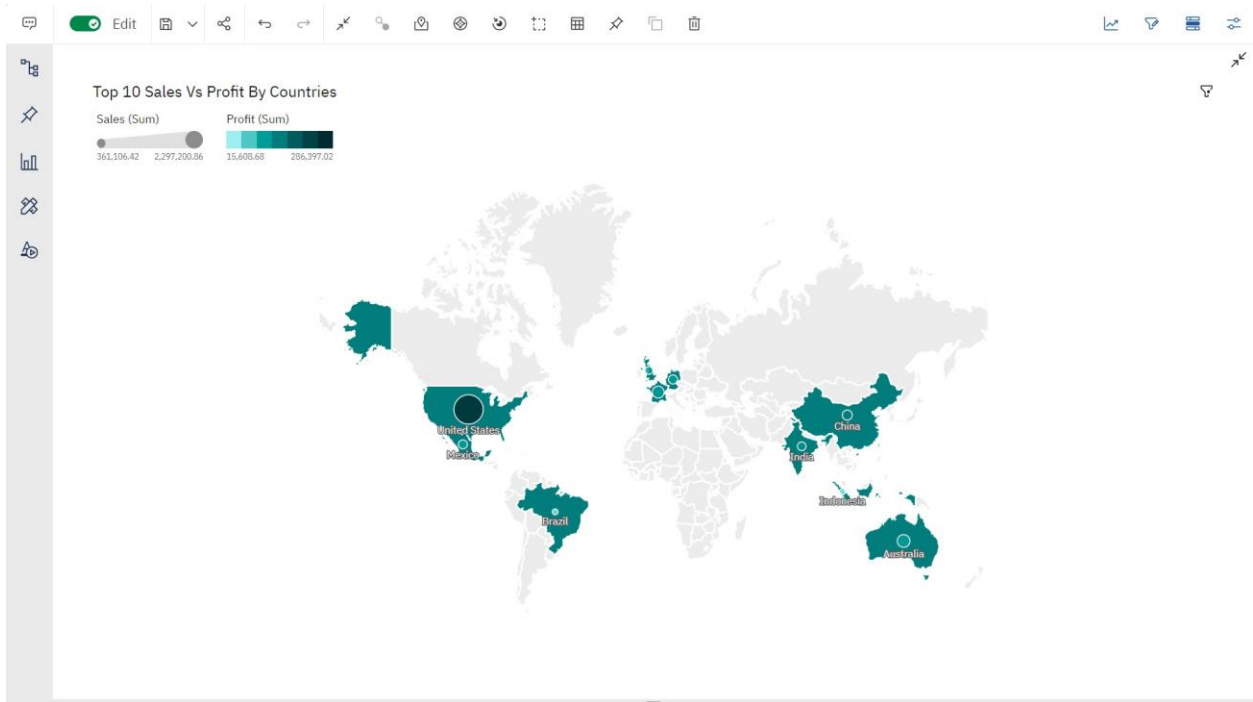 Edit
Top 10 Sales Vs Profit By Countries
Sales (Sum) Profit (Sum)
361,106.42 2,297,200.86 15,608.68 286,397.02
United States
Mexico
Brazil
China
India
Indonesia
Australia